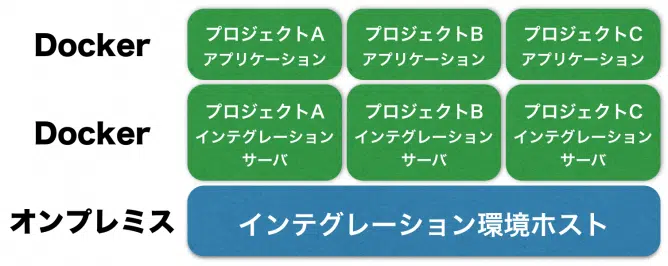 Docker
プロジェクトA
アプリケーション
プロジェクトB
アプリケーション
プロジェクトC
アプリケーション
Docker
プロジェクトA
インテグレーション
サーバ
プロジェクトB
インテグレーション
サーバ
プロジェクトC
インテグレーション
サーバ
オンプレミス
インテグレーション環境ホスト